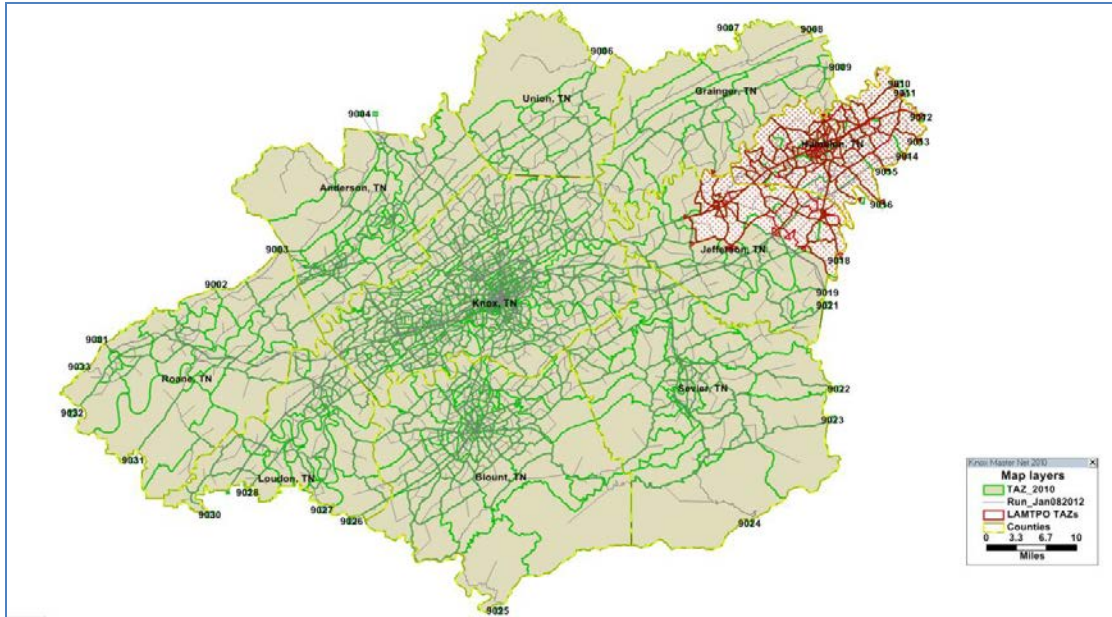 9007
9008
9006
9009
Union, TN
Grainger, TN
9010
9011
9004
9012
9013
Hamblen, TN
9014
9015
Anderson, TN
9016
9003
Jefferson, TN
9018
9002
9019
Knox, TN
9021
9001
9033
Roane, TN
Sevier, TN
9022
9032
9023
9031
Loudon, TN
Blount, TN
9028
9030
9027
9026
9024
9025
Knox Master Net 2010
Map layers
TAZ_2010
Run_Jan082012
LAMTPO TAZs
Counties
0 3.3 6.7 10
Miles